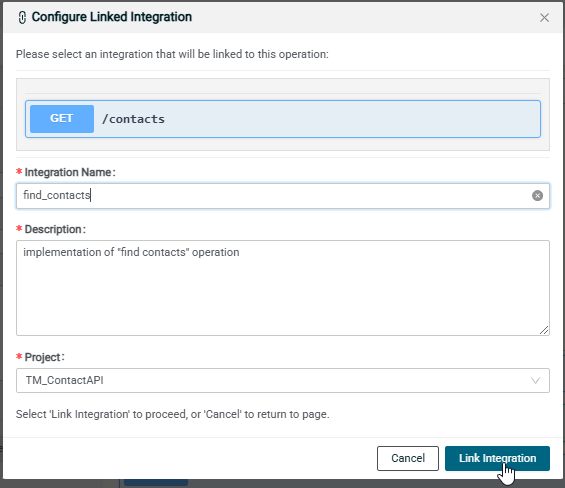 Configure Linked Integration
Please select an integration that will be linked to this operation:
GET /contacts
* Integration Name:
find_contacts
* Description:
implementation of "find contacts" operation
* Project:
TM_ContactAPI
Select 'Link Integration' to proceed, or 'Cancel' to return to page.
Cancel Link Integration